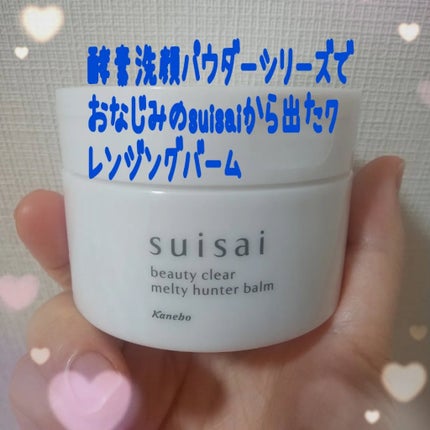 酵素洗顔パウダーシリーズで
おなじみのsuisaiから出たク
レンジングバーム
suisai
beauty clear
melty hunter balm
Kanebo